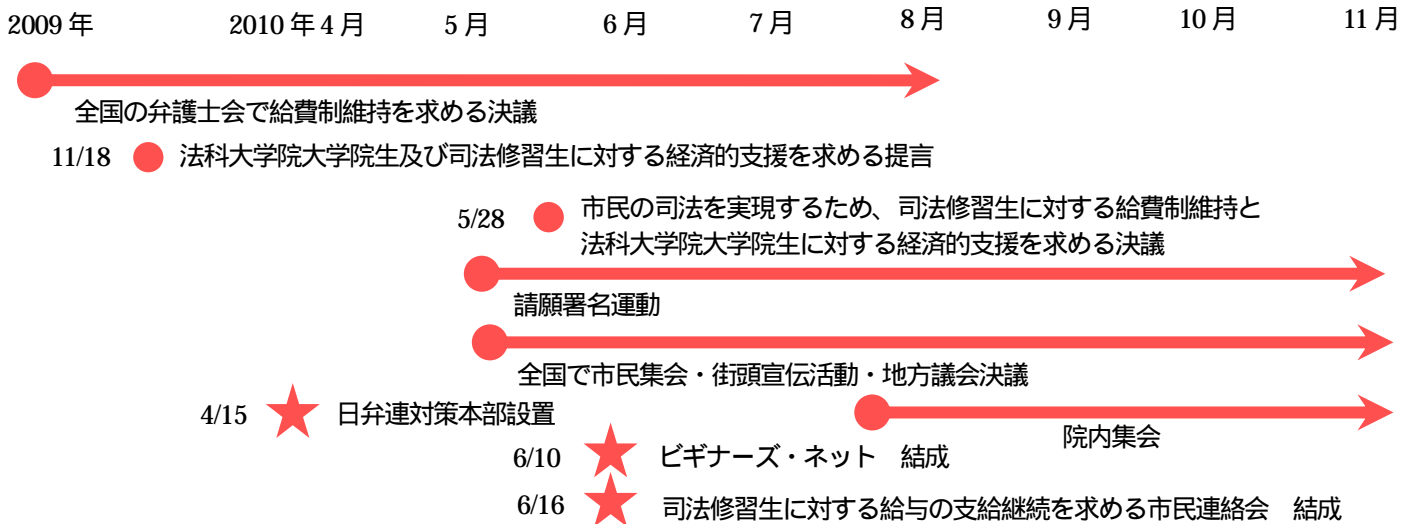 2009年 2010年4月 5月 6月 7月 8月 9月 10月 11月
全国の弁護士会で給費制維持を求める決議
11/18 法科大学院大学院生及び司法修習生に対する経済的支援を求める提言
5/28 市民の司法を実現するため、司法修習生に対する給費制維持と
法科大学院大学院生に対する経済的支援を求める決議
請願署名運動
全国で市民集会・街頭宣伝活動・地方議会決議
4/15 日弁連対策本部設置
院内集会
6/10 ビギナーズ・ネット 結成
6/16 司法修習生に対する給与の支給継続を求める市民連絡会 結成